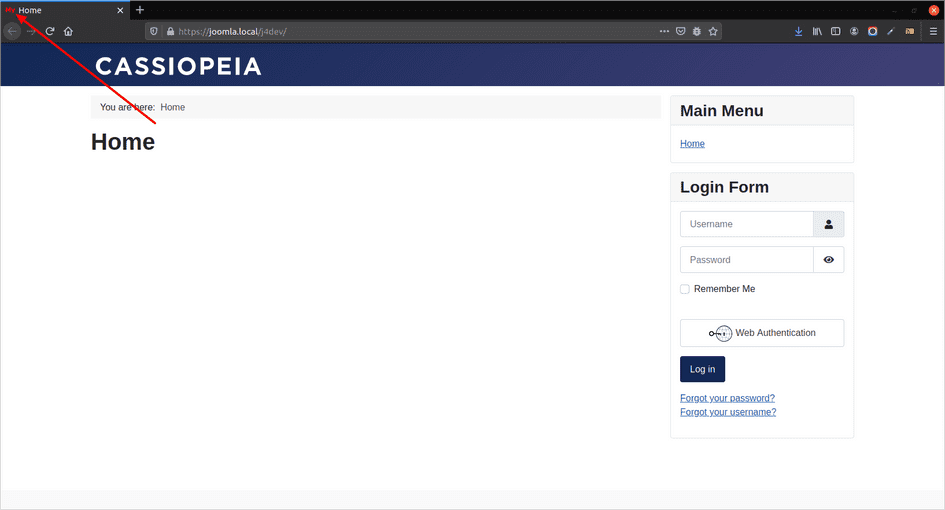 My Home
https://joomla.local/j4dev/
CASSIOPEIA
You are here: Home
Home
Main Menu
Home
Login Form
Username
Password
Remember Me
Web Authentication
Log in
Forgot your password?
Forgot your username?